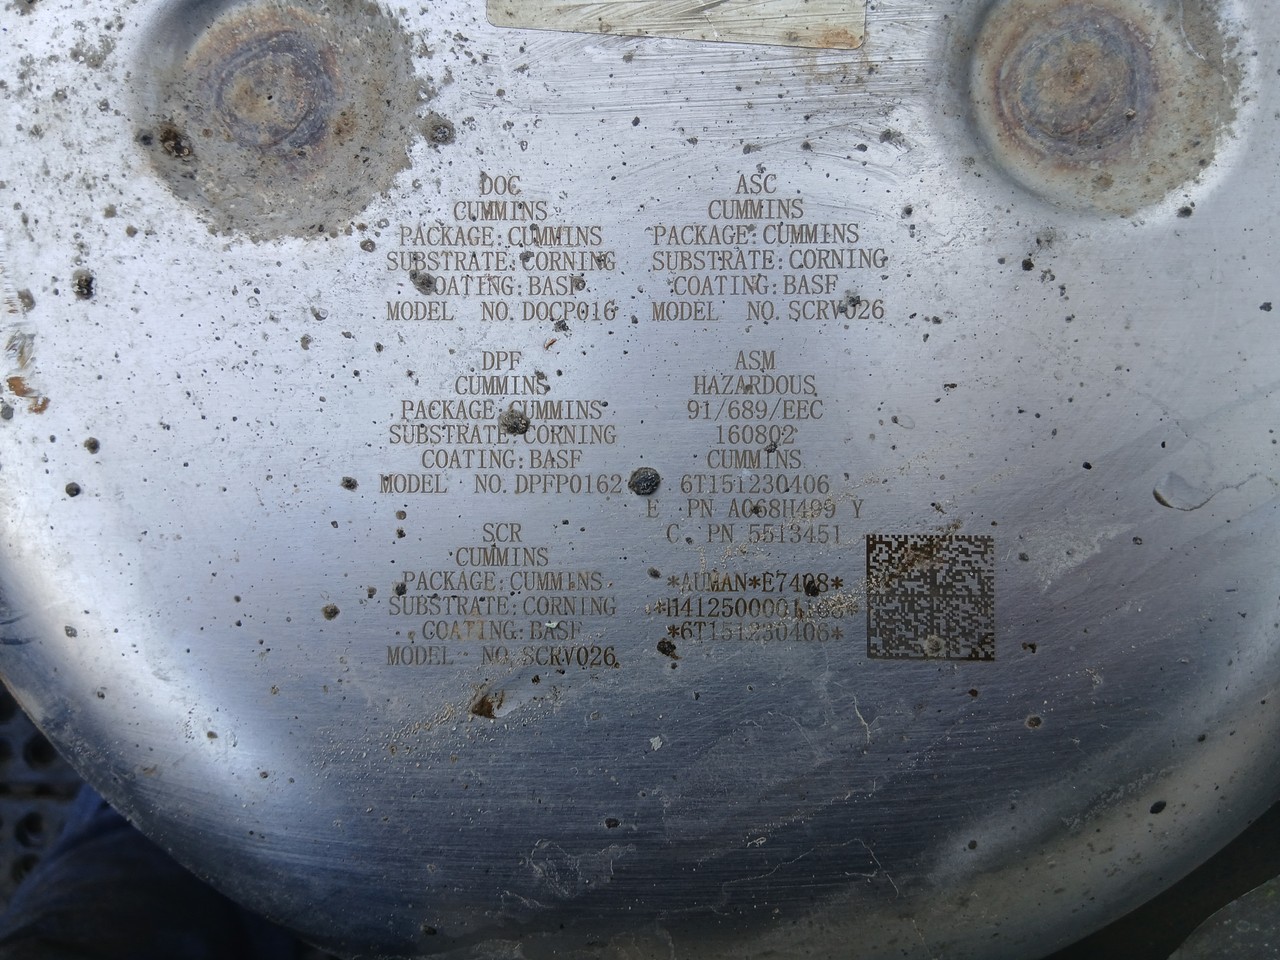 DOC
CUMMINS
PACKAGE:CUMMINS
SUBSTRATE:CORNING
COATING:BASF
MODEL NO.DOCP016
DPF
CUMMINS
PACKAGE:CUMMINS
SUBSTRATE:CORNING
COATING:BASF
MODEL NO.DPFP0162
SCR
CUMMINS
PACKAGE:CUMMINS
SUBSTRATE:CORNING
COATING:BASF
MODEL NO.SCRV026
ASC
CUMMINS
PACKAGE:CUMMINS
SUBSTRATE:CORNING
COATING:BASF
MODEL NO.SCRV026
ASM
HAZARDOUS
91/689/EEC
160802
CUMMINS
6T151230406
E PN A068H499 Y
C PN 5513451
*AUMAN*E7408*
*6T151230406*